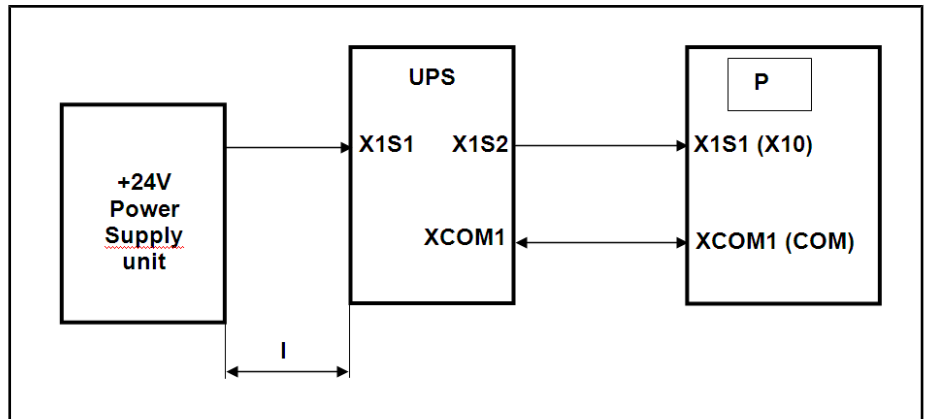 +24V
Power
Supply
unit
UPS
X1S1
X1S2
XCOM1
P
X1S1 (X10)
XCOM1 (COM)
l